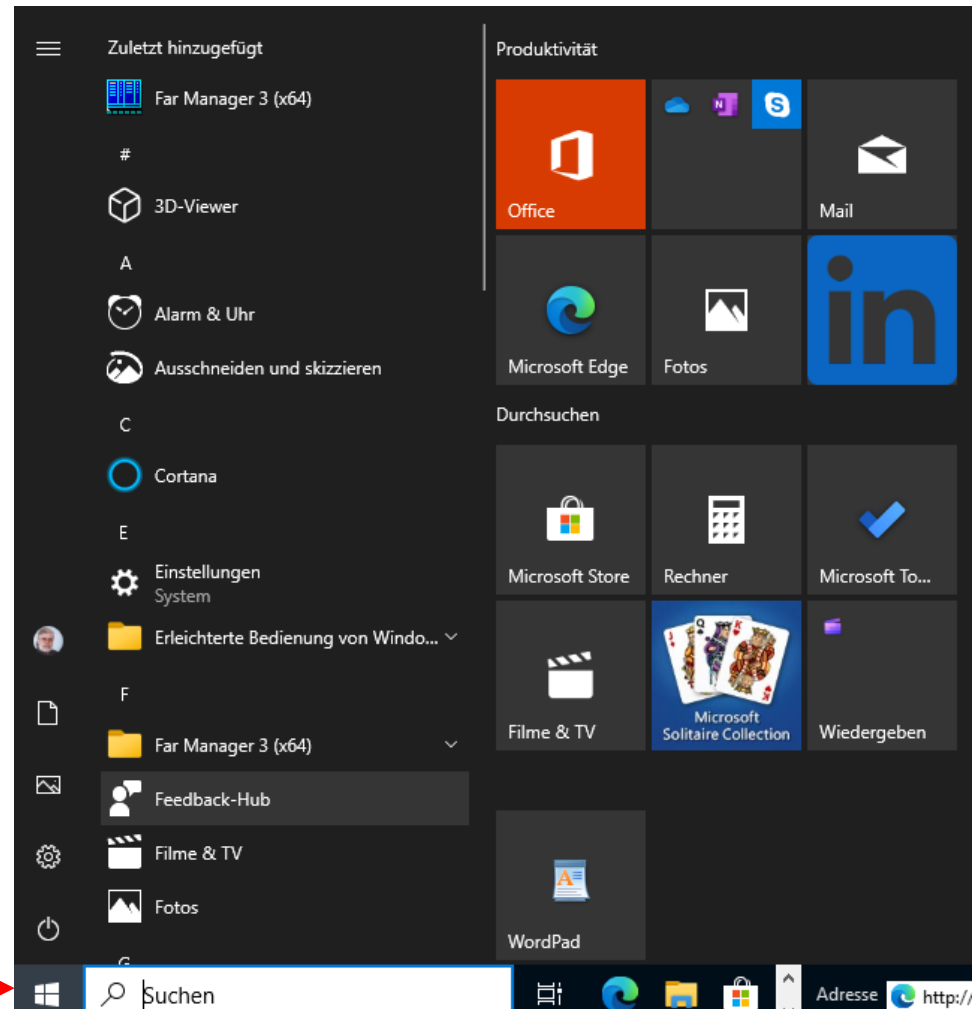 Zuletzt hinzugefügt
Far Manager 3 (x64)
#
3D-Viewer
A
Alarm & Uhr
Ausschneiden und skizzieren
C
Cortana
E
Einstellungen
System
Erleichterte Bedienung von Windo...
F
Far Manager 3 (x64)
Feedback-Hub
Filme & TV
Fotos
G
Produktivität
Office
N
S
Mail
Microsoft Edge
Fotos
in
Durchsuchen
Microsoft Store
Rechner
Microsoft To...
Filme & TV
J
Q
K
Microsoft
Solitaire Collection
Wiedergeben
A
WordPad
Suchen
Adresse
http://